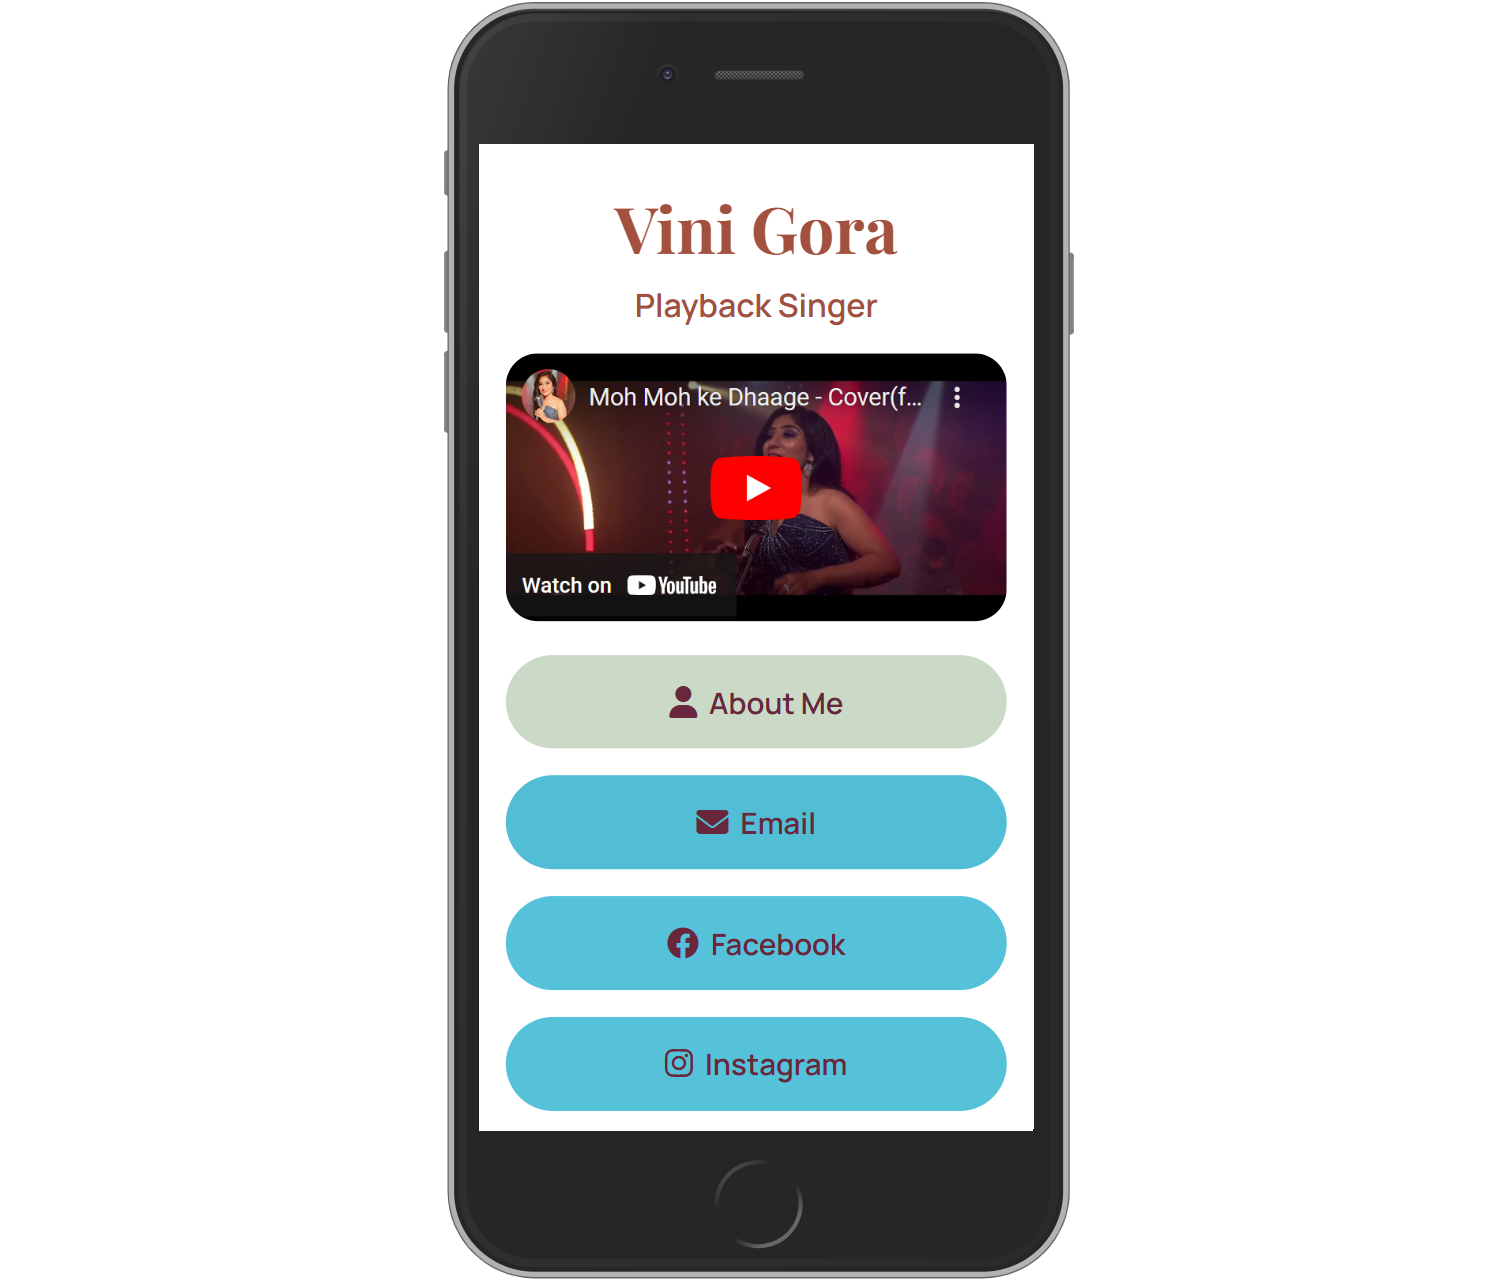 Vini Gora
Playback Singer
Moh Moh ke Dhaage - Cover(f...
Watch on YouTube
About Me
Email
Facebook
Instagram